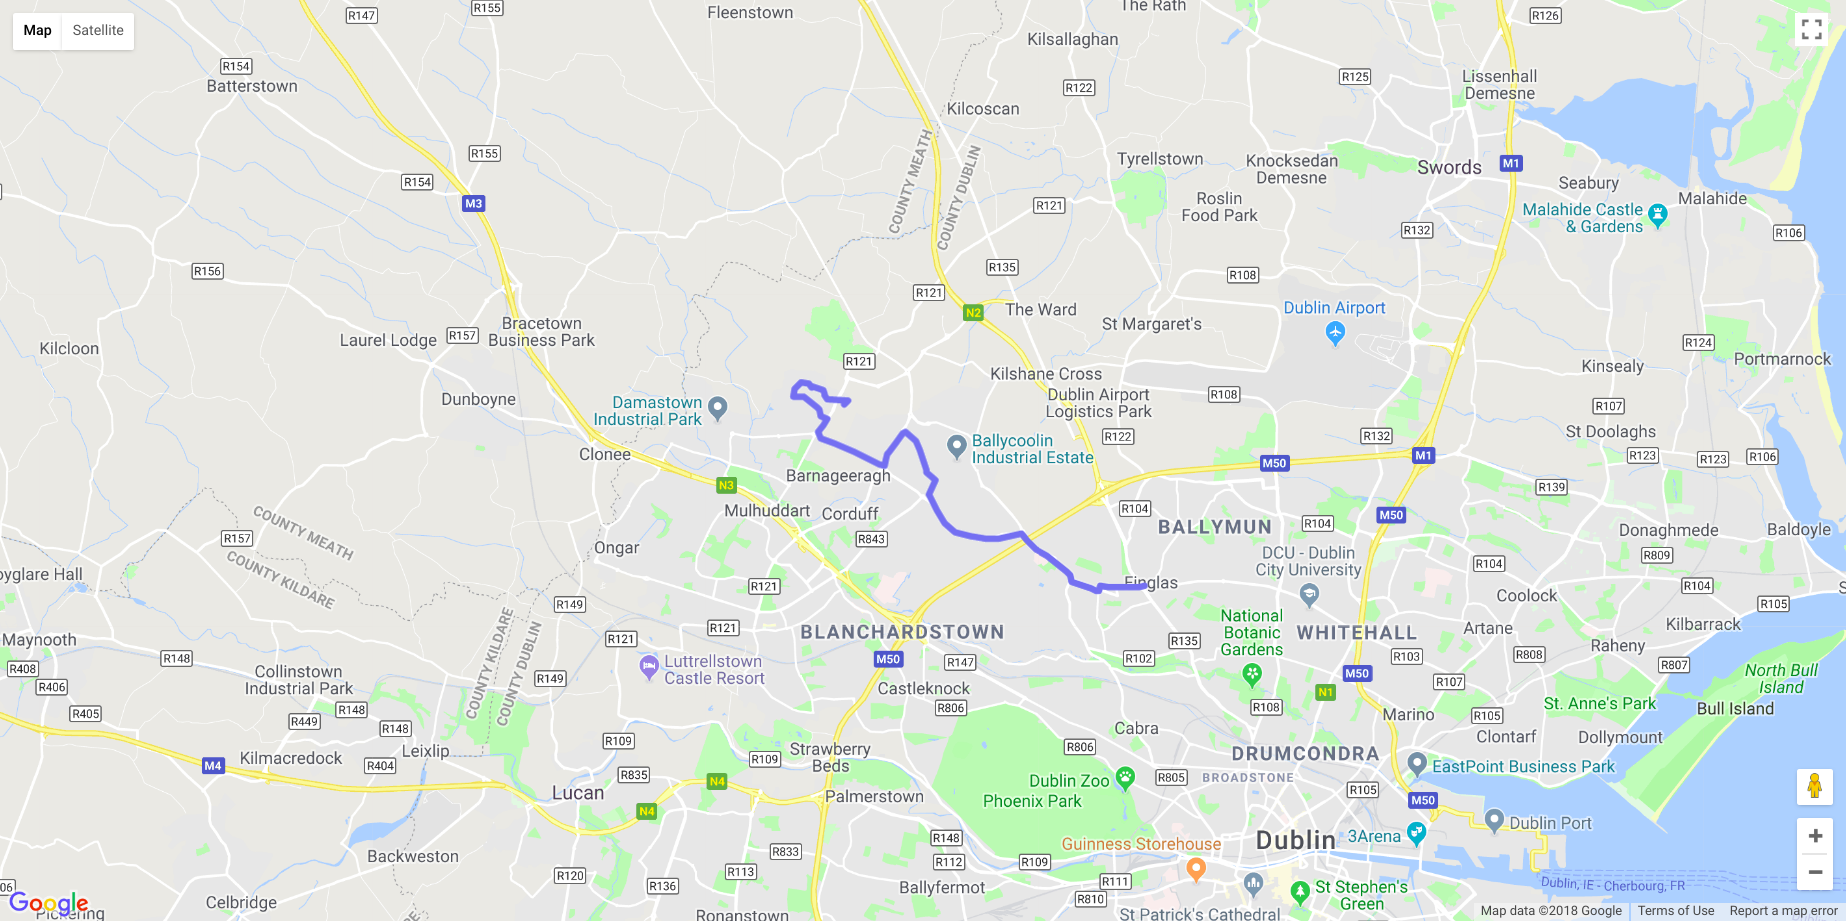 Map
Satellite
R147
R155
Fleenstown
The Rath
R126
Kilsallaghan
R154
Batterstown
R125
Lissenhall
Demesne
R122
Kilcoscan
R155
COUNTY MEATH
COUNTY DUBLIN
Tyrellstown
Knocksedan
Demesne
Swords
M1
R154
M3
Seabury
Malahide
Roslin
Food Park
R121
Malahide Castle
& Gardens
R132
R106
R156
R135
R108
R121
The Ward
N2
Dublin Airport
St Margaret's
Bracetown
Business Park
Laurel Lodge
R157
Kilcloon
R124
Portmarnock
R121
Kinsealy
Kilshane Cross
Dunboyne
Damastown
Industrial Park
Dublin Airport
Logistics Park
R108
R107
St Doolaghs
R122
R132
Ballycoolin
Industrial Estate
Clonee
M50
M1
R123
R123
R106
Barnageeragh
N3
R139
Mulhuddart
Corduff
R104
M50
COUNTY MEATH
COUNTY KILDARE
BALLYMUN
R104
Donaghmede
Baldoyle
R157
R843
Ongar
DCU - Dublin
City University
R809
R104
R104
Finglas
R121
R149
Coolock
R105
COUNTY KILDARE
COUNTY DUBLIN
National
Botanic
Gardens
Kilbarrack
Maynooth
R121
R121
BLANCHARDSTOWN
WHITEHALL
Artane
R135
Raheny
R148
R408
R406
Luttrellstown
Castle Resort
M50
R147
R102
R103
R808
R807
Collinstown
Industrial Park
R149
M50
North Bull
Island
Castleknock
R107
N1
R806
R108
St. Anne's Park
Bull Island
R405
R449
R148
R148
Marino
R105
Cabra
Clontarf
Dollymount
Leixlip
R109
Strawberry
Beds
R806
DRUMCONDRA
Kilmacredock
R404
M4
R109
R835
N4
Dublin Zoo
Phoenix Park
R805
BROADSTONE
EastPoint Business Park
Lucan
Palmerstown
R105
M50
N4
Dublin Port
R148
Guinness Storehouse
Dublin
3Arena
Backweston
R833
R112
R109
R120
R113
R136
Ballyfermot
R111
R810
St Stephen's
Green
Dublin, IE - Cherbourg, FR
Celbridge
Google
Pickering
Ronanstown
St Patrick's Cathedral
Map data ©2018 Google
Terms of Use
Report a map error